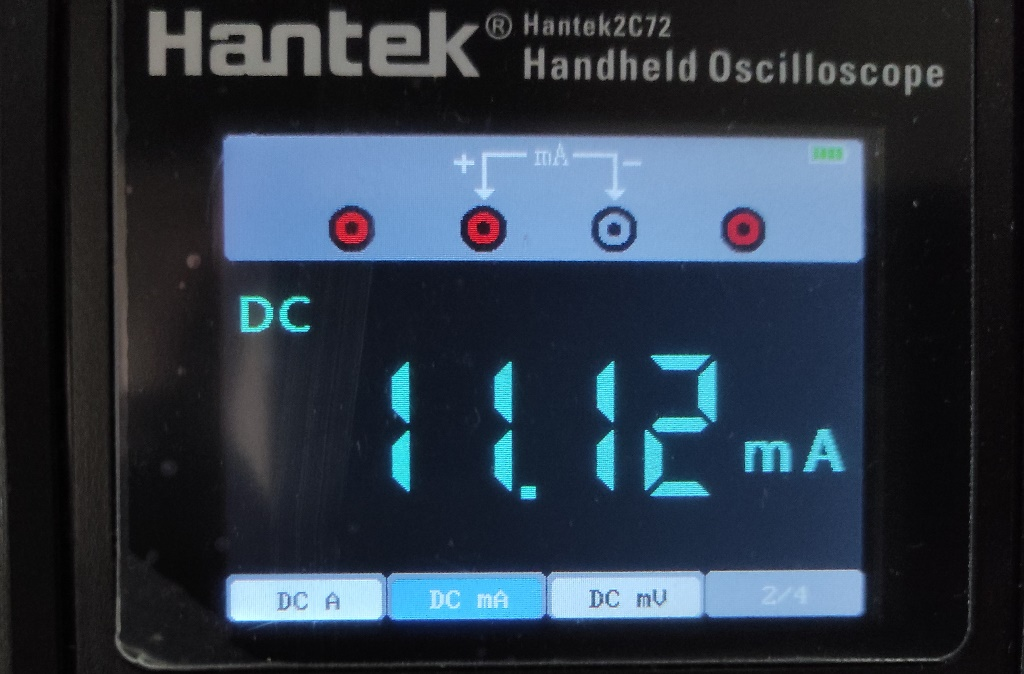 Hantek® Hantek2C72
Handheld Oscilloscope
+ mA -
DC
11.12 mA
DC A DC mA DC mV 2/4